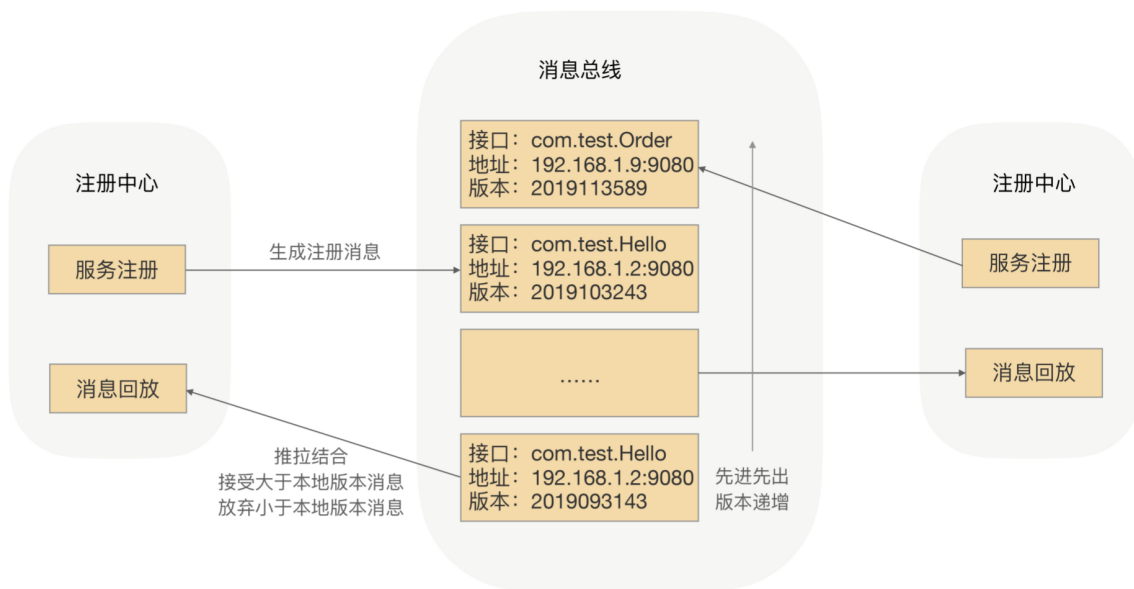 消息总线
接口：com.test.Order
地址：192.168.1.9:9080
版本：2019113589
注册中心
注册中心
接口：com.test.Hello
地址：192.168.1.2:9080
版本：2019103243
生成注册消息
服务注册
服务注册
……
消息回放
消息回放
接口：com.test.Hello
地址：192.168.1.2:9080
版本：2019093143
推拉结合
接受大于本地版本消息
放弃小于本地版本消息
先进先出
版本递增